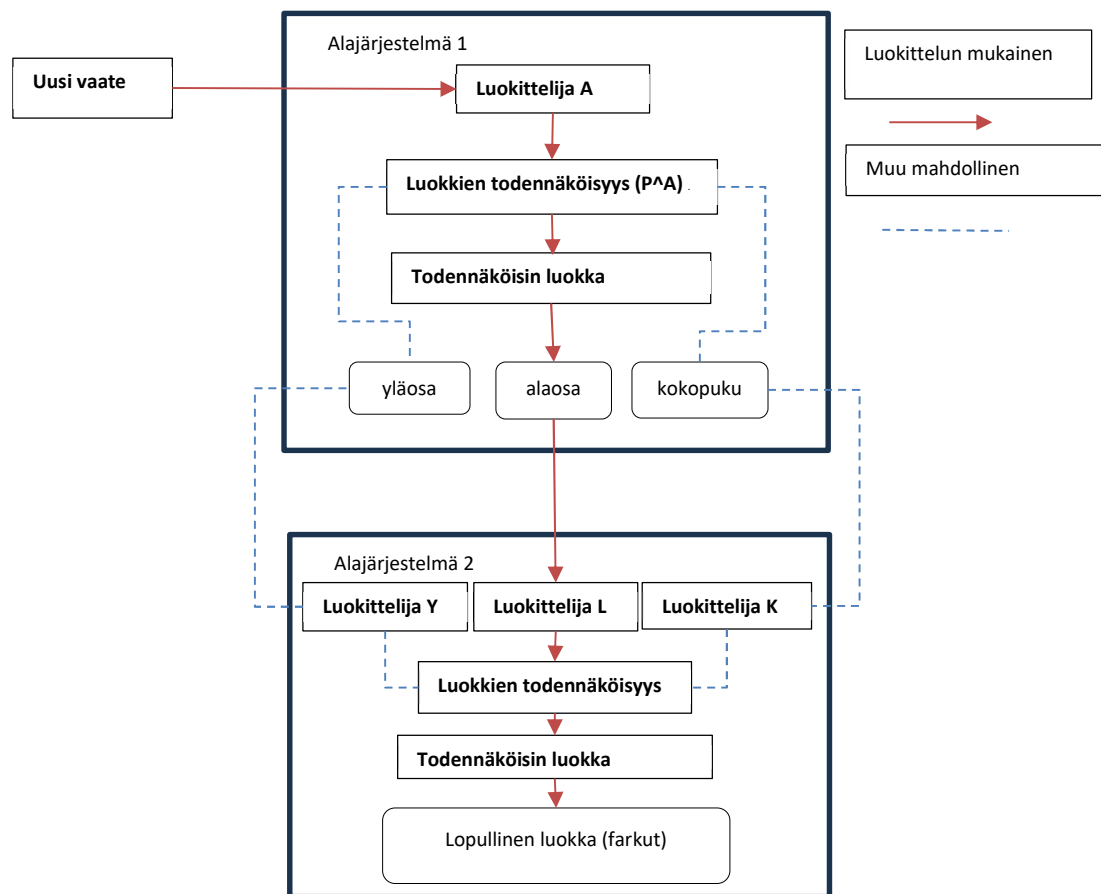 Alajärjestelmä 1
Luokittelun mukainen
Uusi vaate
Luokittelija A
Muu mahdollinen
Luokkien todennäköisyys (P^A) .
Todennäköisin luokka
yläosa
alaosa
kokopuku
Alajärjestelmä 2
Luokittelija Y
Luokittelija L
Luokittelija K
Luokkien todennäköisyys
Todennäköisin luokka
Lopullinen luokka (farkut)